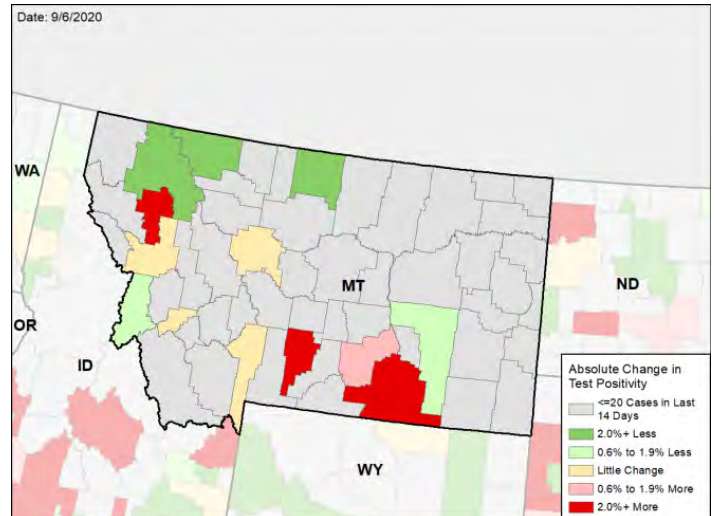 Date: 9/6/2020
WA
MT
ND
OR
ID
WY
Absolute Change in
Test Positivity
<=20 Cases in Last
14 Days
2.0%+ Less
0.6% to 1.9% Less
Little Change
0.6% to 1.9% More
2.0%+ More